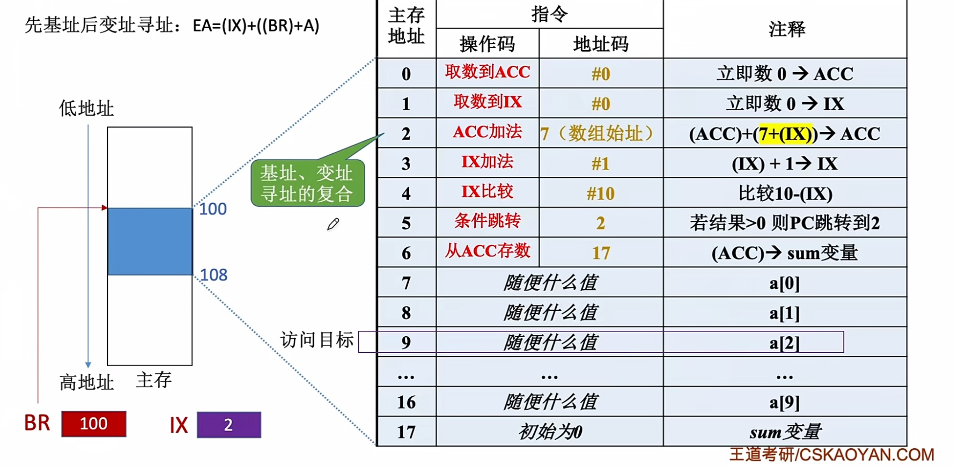 先基址后变址寻址：EA=(IX)+((BR)+A)
低地址
基址、变址
寻址的复合
100
108
访问目标
高地址
主存
BR 100 IX 2
主存地址 指令 注释
操作码 地址码
0 取数到ACC #0 立即数 0 → ACC
1 取数到IX #0 立即数 0 → IX
2 ACC加法 7（数组始址） (ACC)+(7+(IX))→ ACC
3 IX加法 #1 (IX) + 1→ IX
4 IX比较 #10 比较10-(IX)
5 条件跳转 2 若结果>0 则PC跳转到2
6 从ACC存数 17 (ACC)→ sum变量
7 随便什么值 a[0]
8 随便什么值 a[1]
9 随便什么值 a[2]
... ... ...
16 随便什么值 a[9]
17 初始为0 sum变量
王道考研/CSKAOYAN.COM